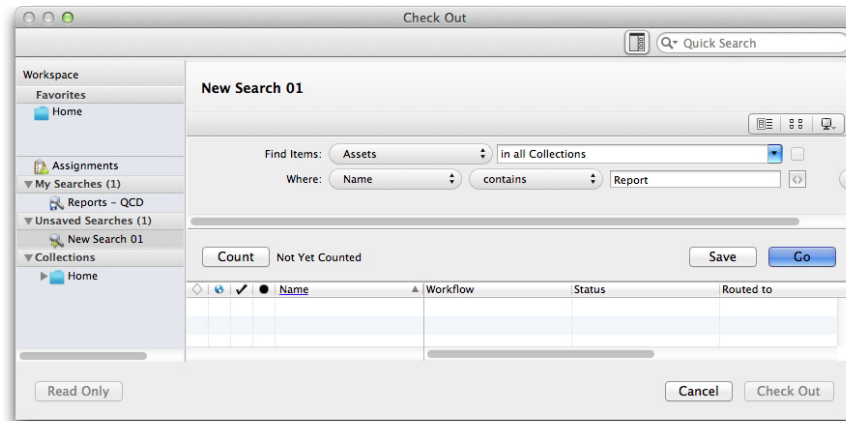 Check Out
Quick Search
Workspace
Favorites
Home
Assignments
My Searches (1)
Reports – QCD
Unsaved Searches (1)
New Search 01
Collections
Home
New Search 01
Find Items: Assets in all Collections
Where: Name contains Report
Count Not Yet Counted Save Go
Name Workflow Status Routed to
Read Only Cancel Check Out